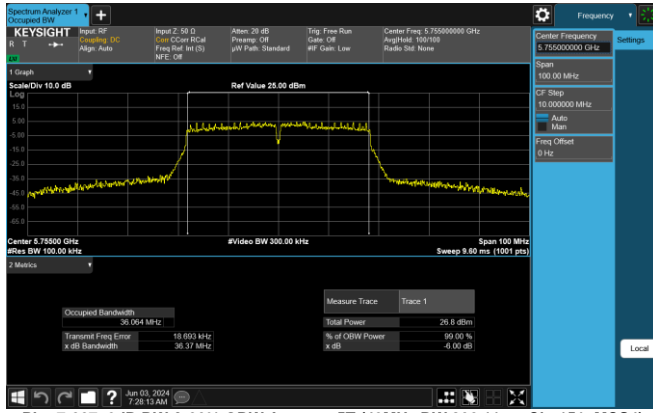 Spectrum Analyzer 1
Occupied BW
+
Frequency
KEYSIGHT
R T
Input: RF
Coupling: DC
Align: Auto
Input Z: 50 Ω
Corr CCorr RCal
Freq Ref: Int (S)
NFE: Off
Atten: 20 dB
Preamp: Off
µW Path: Standard
Trig: Free Run
Gate: Off
#IF Gain: Low
Center Freq: 5.755000000 GHz
Avg|Hold: 100/100
Radio Std: None
Center Frequency
5.755000000 GHz
Settings
Span
100.00 MHz
CF Step
10.000000 MHz
Auto
Man
Freq Offset
0 Hz
Local
1 Graph
Scale/Div 10.0 dB
Ref Value 25.00 dBm
Log
15.0
5.00
-5.00
-15.0
-25.0
-35.0
-45.0
-55.0
-65.0
Center 5.75500 GHz
#Video BW 300.00 kHz
Span 100 MHz
#Res BW 100.00 kHz
Sweep 9.60 ms (1001 pts)
2 Metrics
Measure Trace
Trace 1
Occupied Bandwidth
36.064 MHz
Total Power
26.8 dBm
Transmit Freq Error
18.693 kHz
% of OBW Power
99.00 %
x dB Bandwidth
36.37 MHz
x dB
-6.00 dB
?
Jun 03, 2024
7:28:13 AM